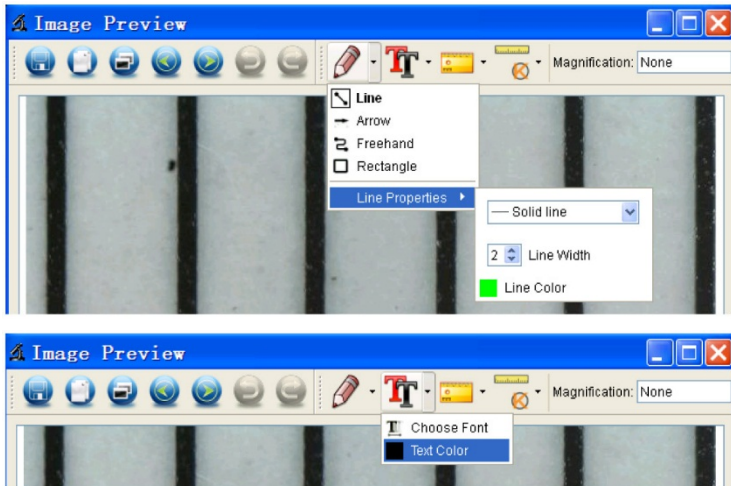 Image Preview
Magnification: None
Line
Arrow
Freehand
Rectangle
Line Properties
Solid line
2 Line Width
Line Color
Image Preview
Magnification: None
Choose Font
Text Color